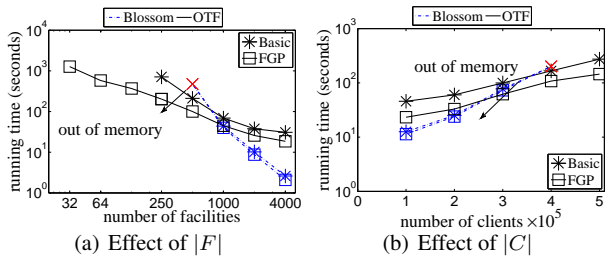 Blossom OTF
Basic
FGP
out of memory
running time (seconds)
10^4
10^3
10^2
10^1
10^0
32 64 250 1000 4000
number of facilities
(a) Effect of |F|
Blossom OTF
out of memory
Basic
FGP
running time (seconds)
10^3
10^2
10^1
10^0
0 1 2 3 4 5
number of clients ×10^5
(b) Effect of |C|